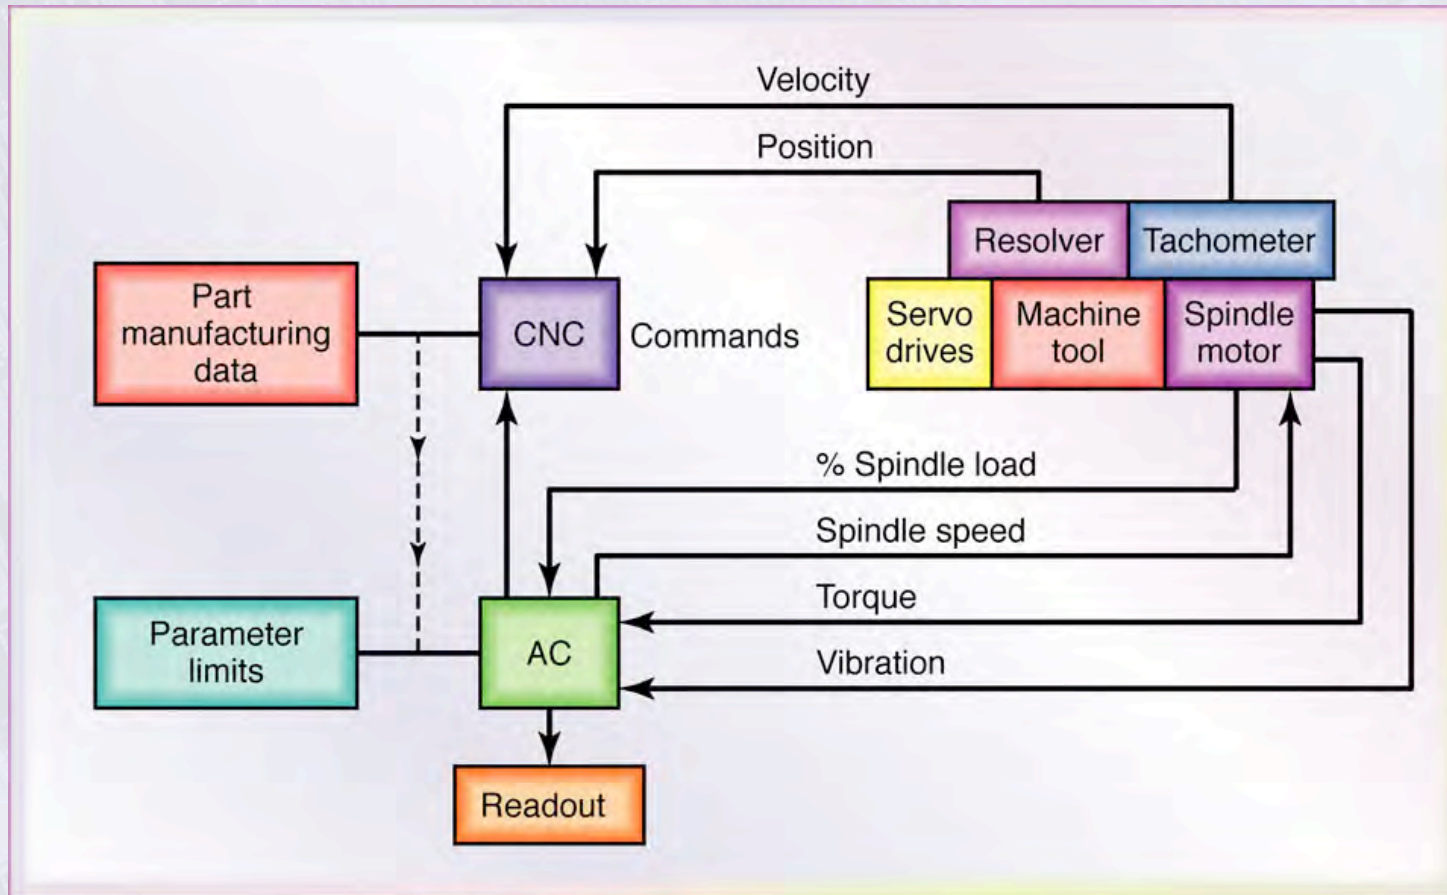 Velocity
Position
Resolver
Tachometer
Part
manufacturing
data
CNC
Commands
Servo
drives
Machine
tool
Spindle
motor
% Spindle load
Spindle speed
Torque
Vibration
Parameter
limits
AC
Readout